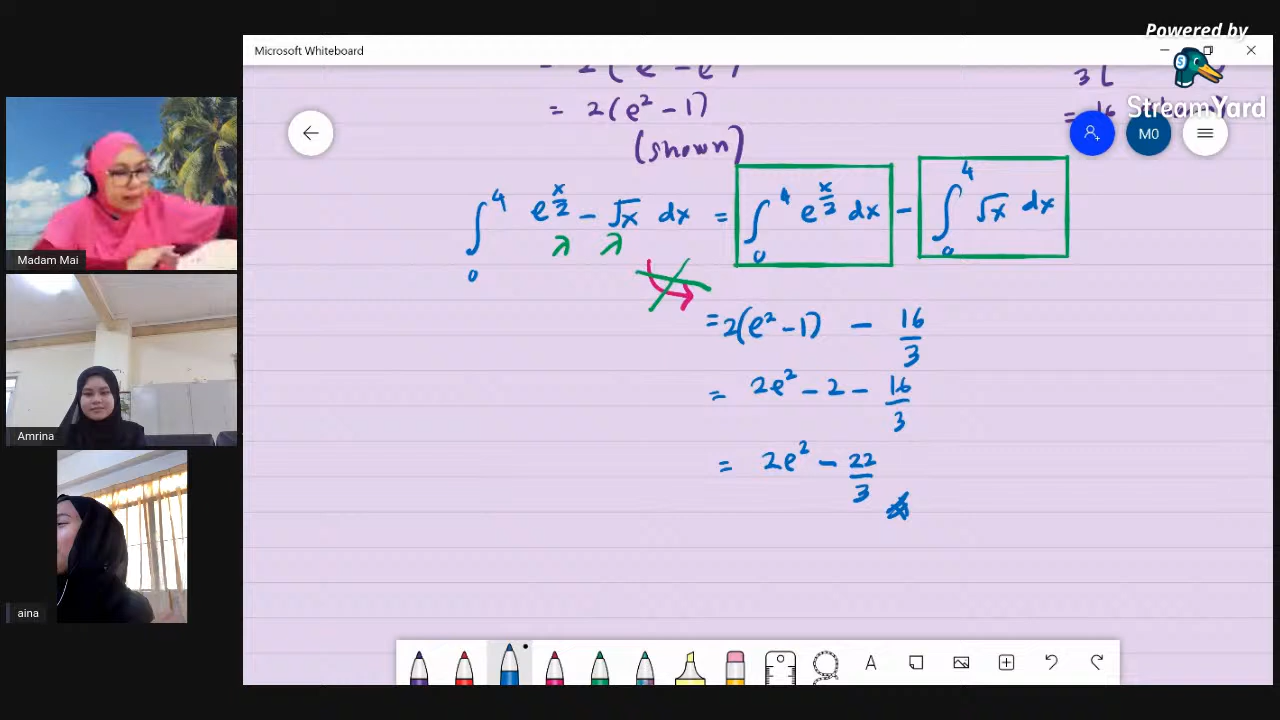 Powered by
StreamYard
Microsoft Whiteboard
= 2(e² − 1)
(shown)
M0
∫₀⁴ e^(x/2) − √x dx = ∫₀⁴ e^(x/2) dx − ∫₀⁴ √x dx
λ λ
= 2(e² − 1) − 16/3
= 2e² − 2 − 16/3
= 2e² − 22/3
Madam Mai
Amrina
aina
A